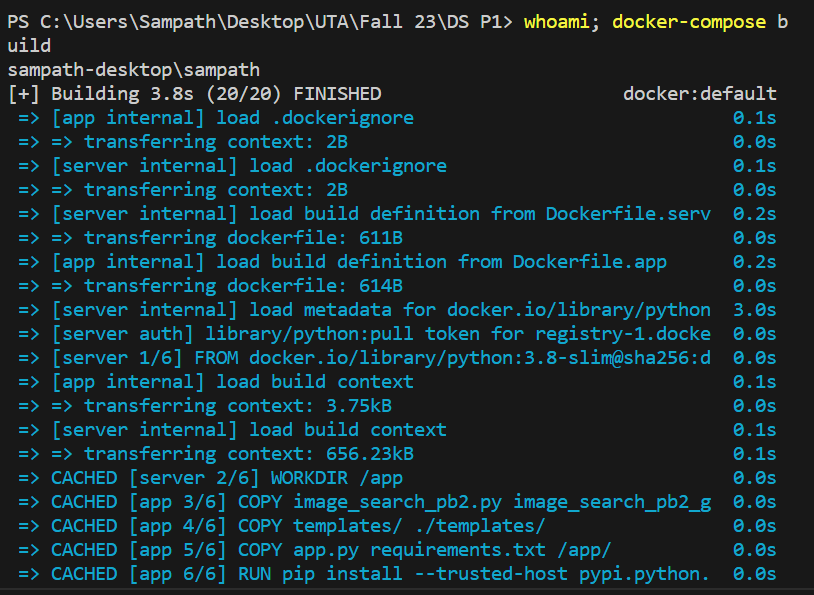 PS C:\Users\Sampath\Desktop\UTA\Fall 23\DS P1> whoami; docker-compose b
uild
sampath-desktop\sampath
[+] Building 3.8s (20/20) FINISHED docker:default
=> [app internal] load .dockerignore 0.1s
=> => transferring context: 2B 0.0s
=> [server internal] load .dockerignore 0.1s
=> => transferring context: 2B 0.0s
=> [server internal] load build definition from Dockerfile.serv 0.2s
=> => transferring dockerfile: 611B 0.0s
=> [app internal] load build definition from Dockerfile.app 0.2s
=> => transferring dockerfile: 614B 0.0s
=> [server internal] load metadata for docker.io/library/python 3.0s
=> [server auth] library/python:pull token for registry-1.docke 0.0s
=> [server 1/6] FROM docker.io/library/python:3.8-slim@sha256:d 0.0s
=> [app internal] load build context 0.1s
=> => transferring context: 3.75kB 0.0s
=> [server internal] load build context 0.1s
=> => transferring context: 656.23kB 0.0s
=> CACHED [server 2/6] WORKDIR /app 0.0s
=> CACHED [app 3/6] COPY image_search_pb2.py image_search_pb2_g 0.0s
=> CACHED [app 4/6] COPY templates/ ./templates/ 0.0s
=> CACHED [app 5/6] COPY app.py requirements.txt /app/ 0.0s
=> CACHED [app 6/6] RUN pip install --trusted-host pypi.python. 0.0s